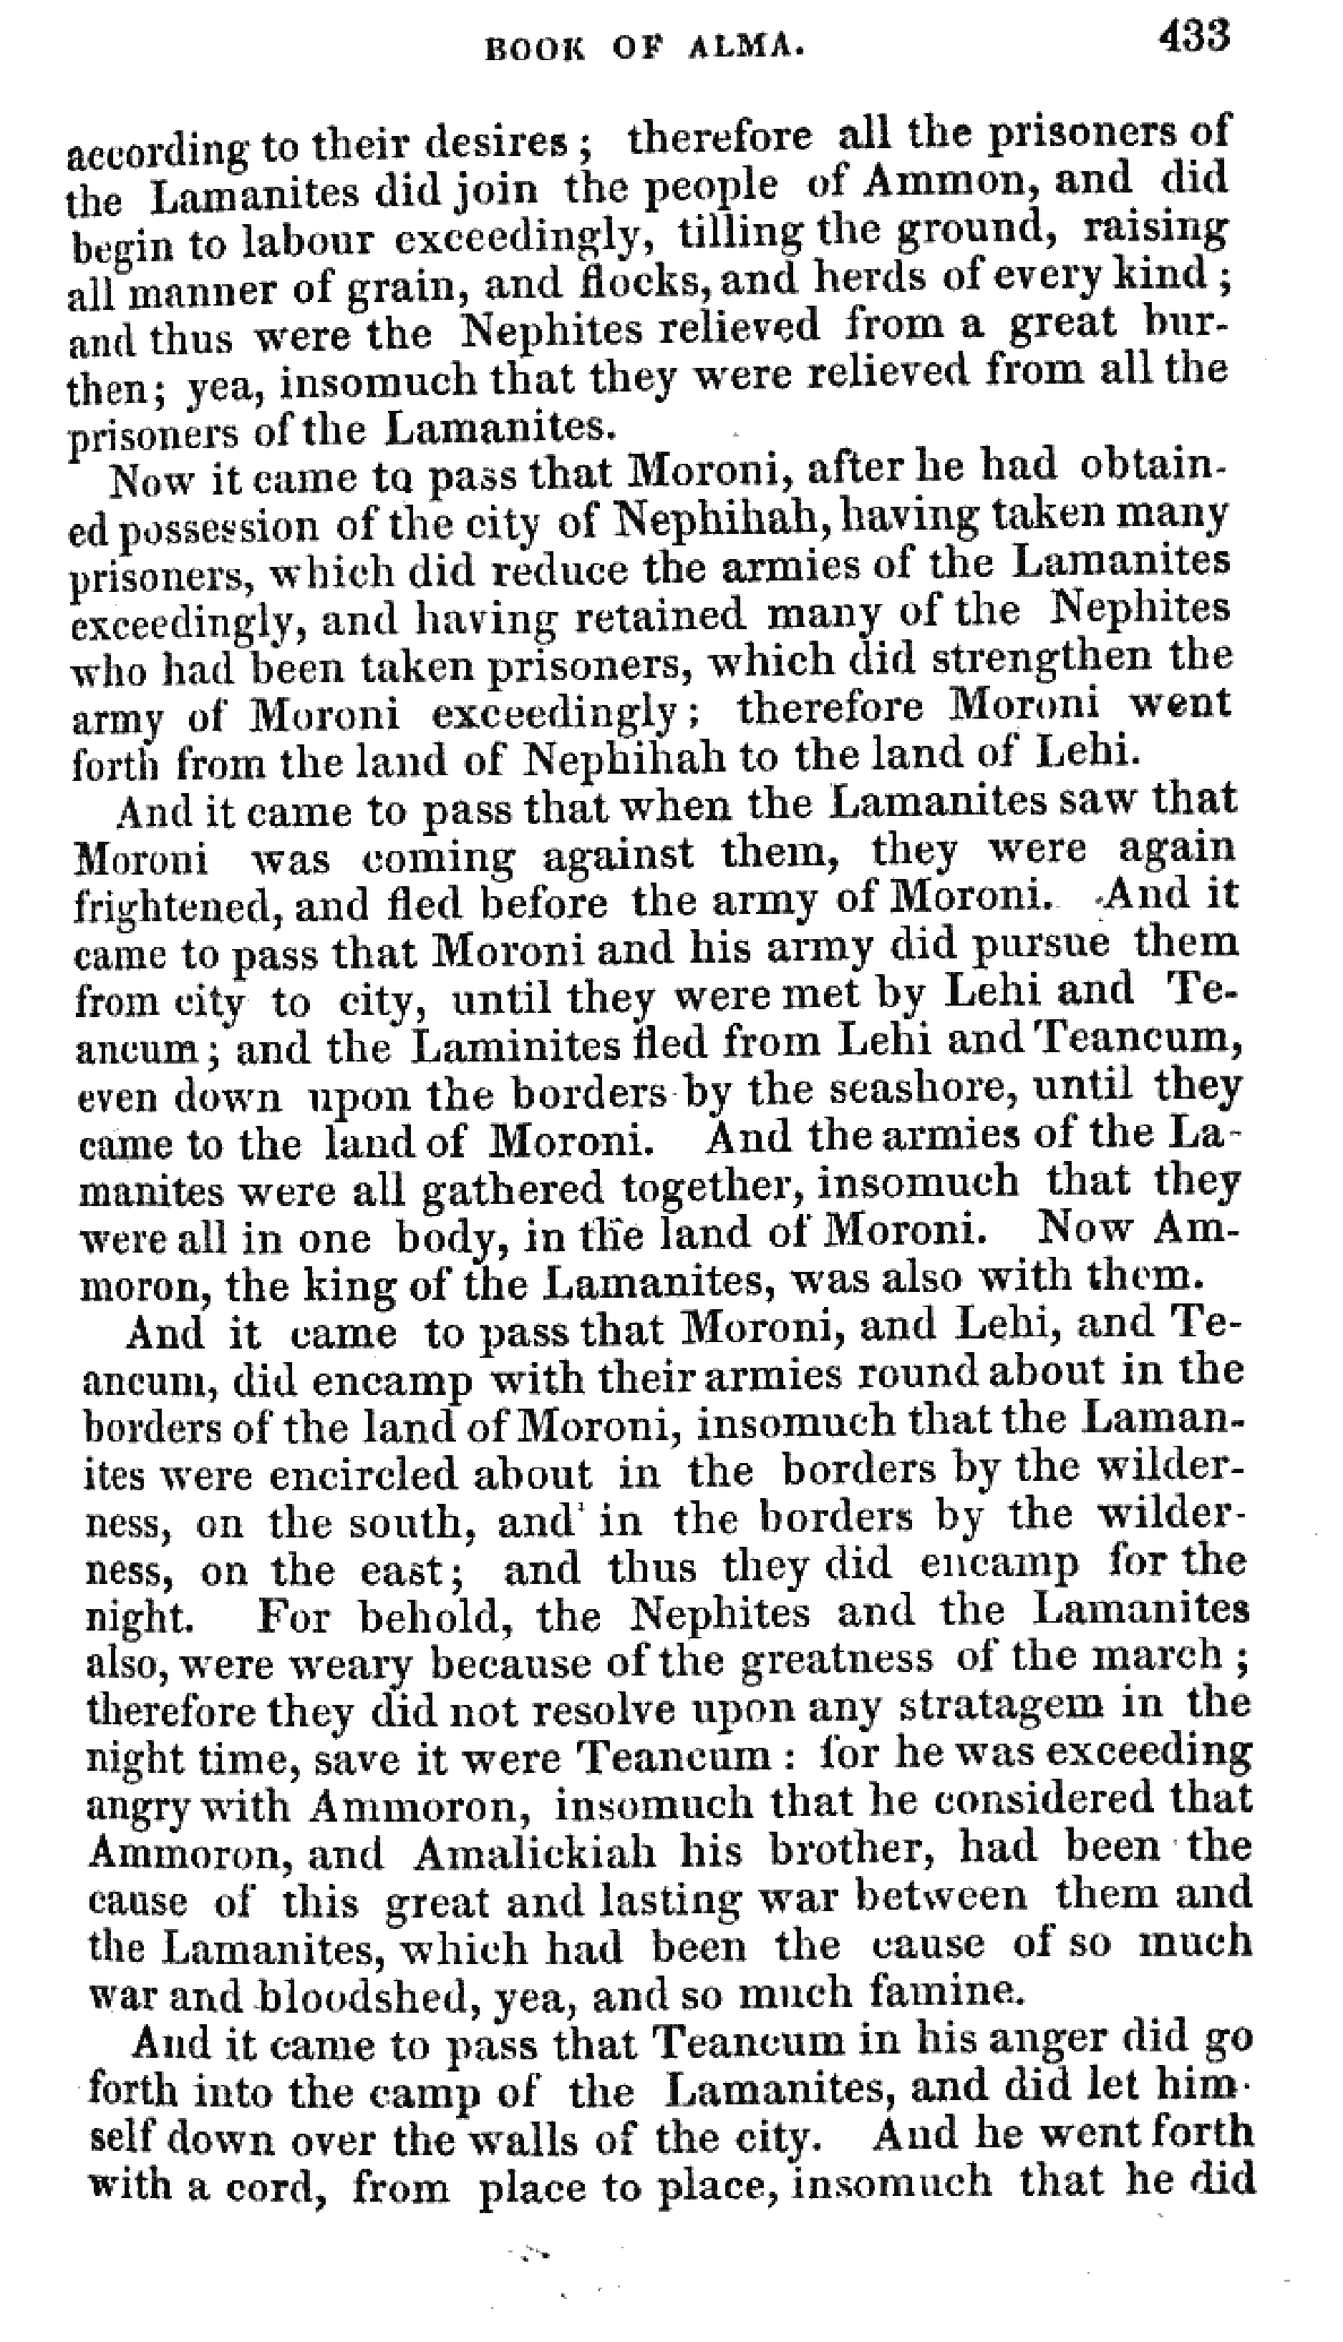 BOOK OF ALMA. 433
according to their desires; therefore all the prisoners of
the Lamanites did join the people of Ammon, and did
begin to labour exceedingly, tilling the ground, raising
all manner of grain, and flocks, and herds of every kind;
and thus were the Nephites relieved from a great bur-
then; yea, insomuch that they were relieved from all the
prisoners of the Lamanites.
Now it came to pass that Moroni, after he had obtain-
ed possession of the city of Nephihah, having taken many
prisoners, which did reduce the armies of the Lamanites
exceedingly, and having retained many of the Nephites
who had been taken prisoners, which did strengthen the
army of Moroni exceedingly; therefore Moroni went
forth from the land of Nephihah to the land of Lehi.
And it came to pass that when the Lamanites saw that
Moroni was coming against them, they were again
frightened, and fled before the army of Moroni. And it
came to pass that Moroni and his army did pursue them
from city to city, until they were met by Lehi and Te-
ancum; and the Laminites fled from Lehi and Teancum,
even down upon the borders by the seashore, until they
came to the land of Moroni. And the armies of the La-
manites were all gathered together, insomuch that they
were all in one body, in the land of Moroni. Now Am-
moron, the king of the Lamanites, was also with them.
And it came to pass that Moroni, and Lehi, and Te-
ancum, did encamp with their armies round about in the
borders of the land of Moroni, insomuch that the Laman-
ites were encircled about in the borders by the wilder-
ness, on the south, and in the borders by the wilder-
ness, on the east; and thus they did encamp for the
night. For behold, the Nephites and the Lamanites
also, were weary because of the greatness of the march;
therefore they did not resolve upon any stratagem in the
night time, save it were Teancum: for he was exceeding
angry with Ammoron, insomuch that he considered that
Ammoron, and Amalickiah his brother, had been the
cause of this great and lasting war between them and
the Lamanites, which had been the cause of so much
war and bloodshed, yea, and so much famine.
And it came to pass that Teancum in his anger did go
forth into the camp of the Lamanites, and did let him-
self down over the walls of the city. And he went forth
with a cord, from place to place, insomuch that he did